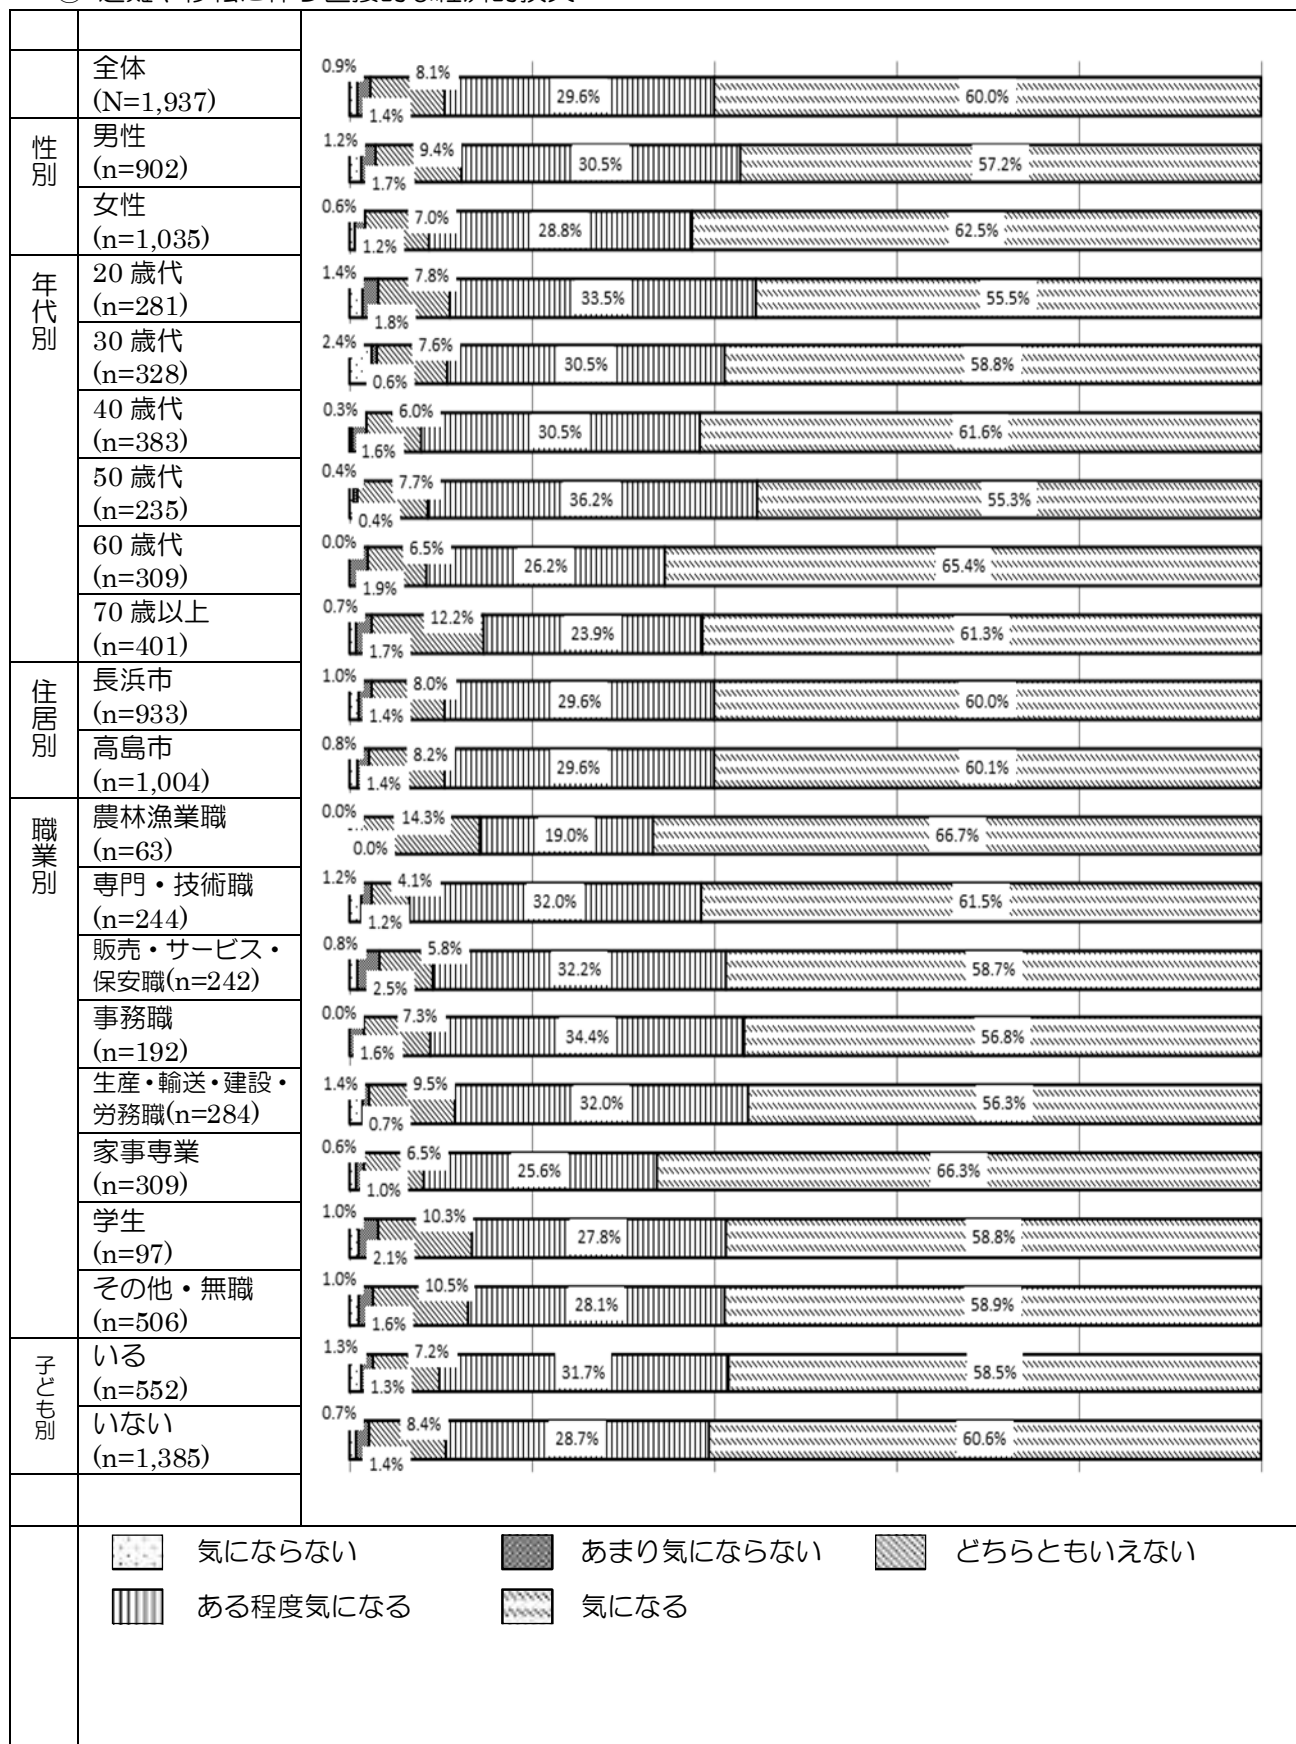 全体
(N=1,937)
0.9% 1.4% 8.1% 29.6% 60.0%
性別
男性
(n=902)
1.2% 1.7% 9.4% 30.5% 57.2%
女性
(n=1,035)
0.6% 1.2% 7.0% 28.8% 62.5%
年代別
20 歳代
(n=281)
1.4% 1.8% 7.8% 33.5% 55.5%
30 歳代
(n=328)
2.4% 0.6% 7.6% 30.5% 58.8%
40 歳代
(n=383)
0.3% 1.6% 6.0% 30.5% 61.6%
50 歳代
(n=235)
0.4% 0.4% 7.7% 36.2% 55.3%
60 歳代
(n=309)
0.0% 1.9% 6.5% 26.2% 65.4%
70 歳以上
(n=401)
0.7% 1.7% 12.2% 23.9% 61.3%
住居別
長浜市
(n=933)
1.0% 1.4% 8.0% 29.6% 60.0%
高島市
(n=1,004)
0.8% 1.4% 8.2% 29.6% 60.1%
職業別
農林漁業職
(n=63)
0.0% 0.0% 14.3% 19.0% 66.7%
専門・技術職
(n=244)
1.2% 1.2% 4.1% 32.0% 61.5%
販売・サービス・
保安職(n=242)
0.8% 2.5% 5.8% 32.2% 58.7%
事務職
(n=192)
0.0% 1.6% 7.3% 34.4% 56.8%
生産・輸送・建設・
労務職(n=284)
1.4% 0.7% 9.5% 32.0% 56.3%
家事専業
(n=309)
0.6% 1.0% 6.5% 25.6% 66.3%
学生
(n=97)
1.0% 2.1% 10.3% 27.8% 58.8%
その他・無職
(n=506)
1.0% 1.6% 10.5% 28.1% 58.9%
子ども別
いる
(n=552)
1.3% 1.3% 7.2% 31.7% 58.5%
いない
(n=1,385)
0.7% 1.4% 8.4% 28.7% 60.6%
気にならない あまり気にならない どちらともいえない
ある程度気になる 気になる